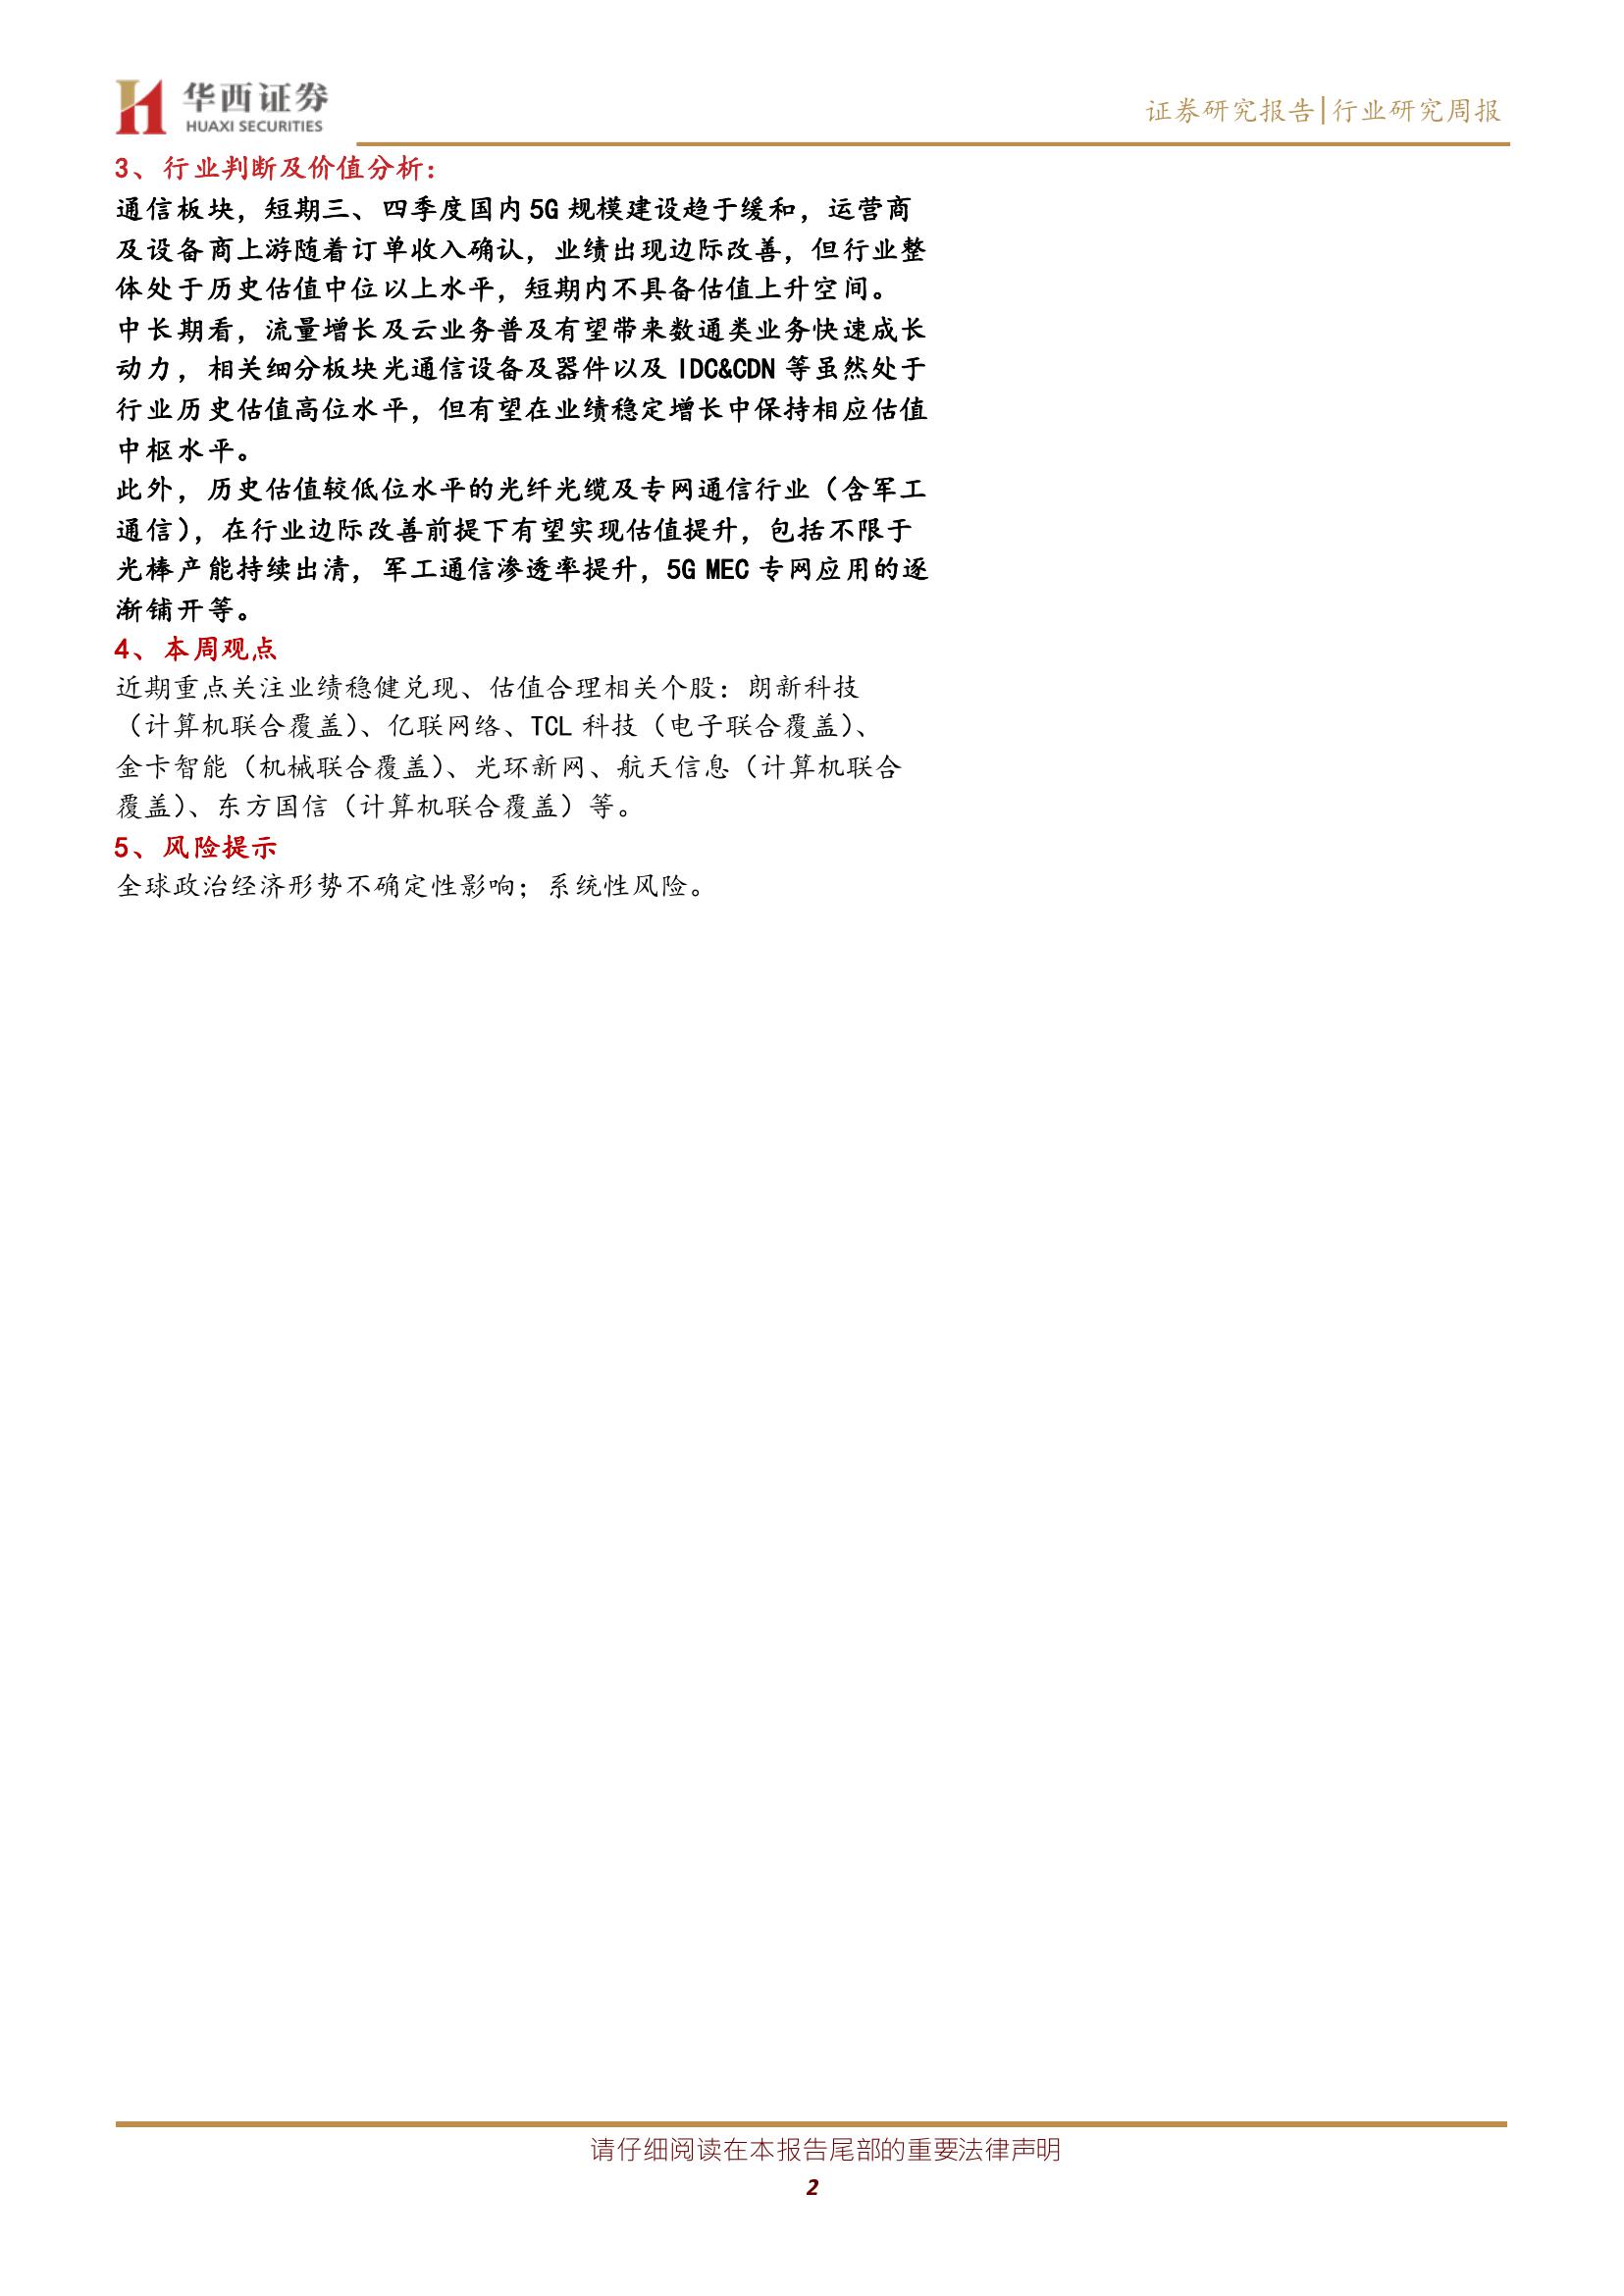 华西证券
HUAXI SECURITIES
证券研究报告|行业研究周报
3、行业判断及价值分析：
通信板块，短期三、四季度国内 5G 规模建设趋于缓和，运营商
及设备商上游随着订单收入确认，业绩出现边际改善，但行业整
体处于历史估值中位以上水平，短期内不具备估值上升空间。
中长期看，流量增长及云业务普及有望带来数通类业务快速成长
动力，相关细分板块光通信设备及器件以及 IDC&CDN 等虽然处于
行业历史估值高位水平，但有望在业绩稳定增长中保持相应估值
中枢水平。
此外，历史估值较低位水平的光纤光缆及专网通信行业（含军工
通信），在行业边际改善前提下有望实现估值提升，包括不限于
光棒产能持续出清，军工通信渗透率提升，5G MEC 专网应用的逐
渐铺开等。
4、本周观点
近期重点关注业绩稳健兑现、估值合理相关个股：朗新科技
（计算机联合覆盖）、亿联网络、TCL 科技（电子联合覆盖）、
金卡智能（机械联合覆盖）、光环新网、航天信息（计算机联合
覆盖）、东方国信（计算机联合覆盖）等。
5、风险提示
全球政治经济形势不确定性影响；系统性风险。
请仔细阅读在本报告尾部的重要法律声明
2